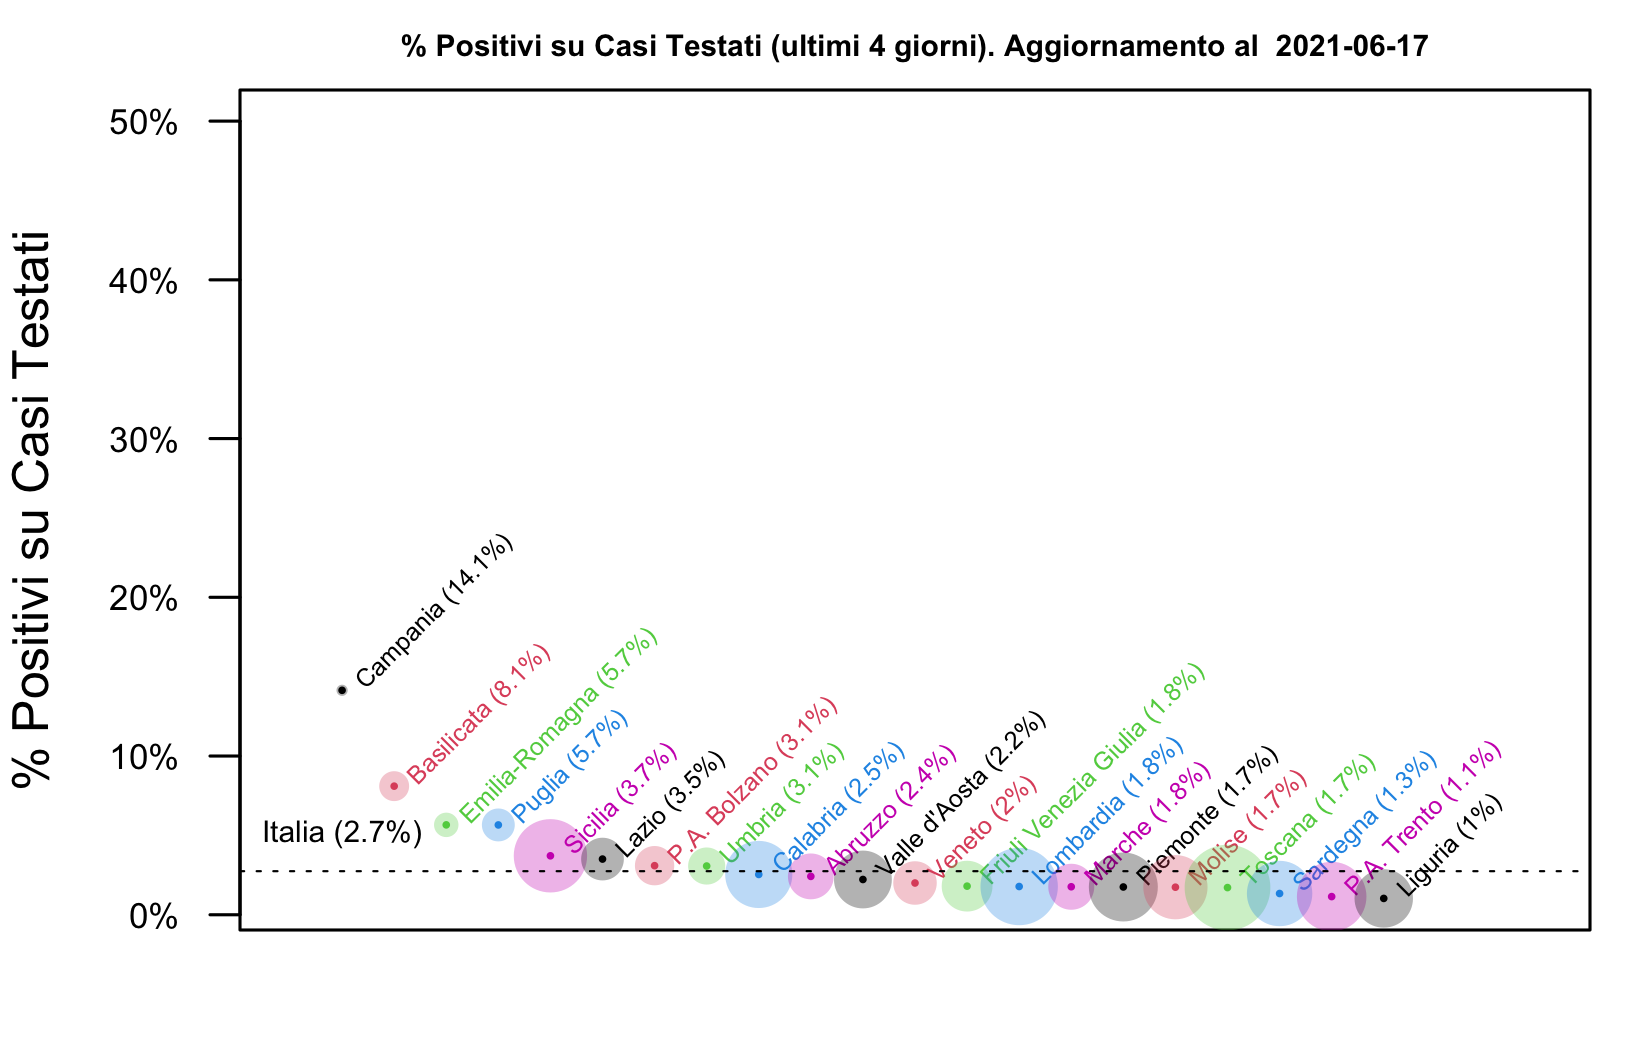 % Positivi su Casi Testati (ultimi 4 giorni). Aggiornamento al  2021-06-17
% Positivi su Casi Testati
50%
40%
30%
20%
10%
0%
Italia (2.7%)
Campania (14.1%)
Basilicata (8.1%)
Emilia-Romagna (5.7%)
Puglia (5.7%)
Sicilia (3.7%)
Lazio (3.5%)
P.A. Bolzano (3.1%)
Umbria (3.1%)
Calabria (2.5%)
Abruzzo (2.4%)
Valle d'Aosta (2.2%)
Veneto (2%)
Friuli Venezia Giulia (1.8%)
Lombardia (1.8%)
Marche (1.8%)
Piemonte (1.7%)
Molise (1.7%)
Toscana (1.7%)
Sardegna (1.3%)
P.A. Trento (1.1%)
Liguria (1%)